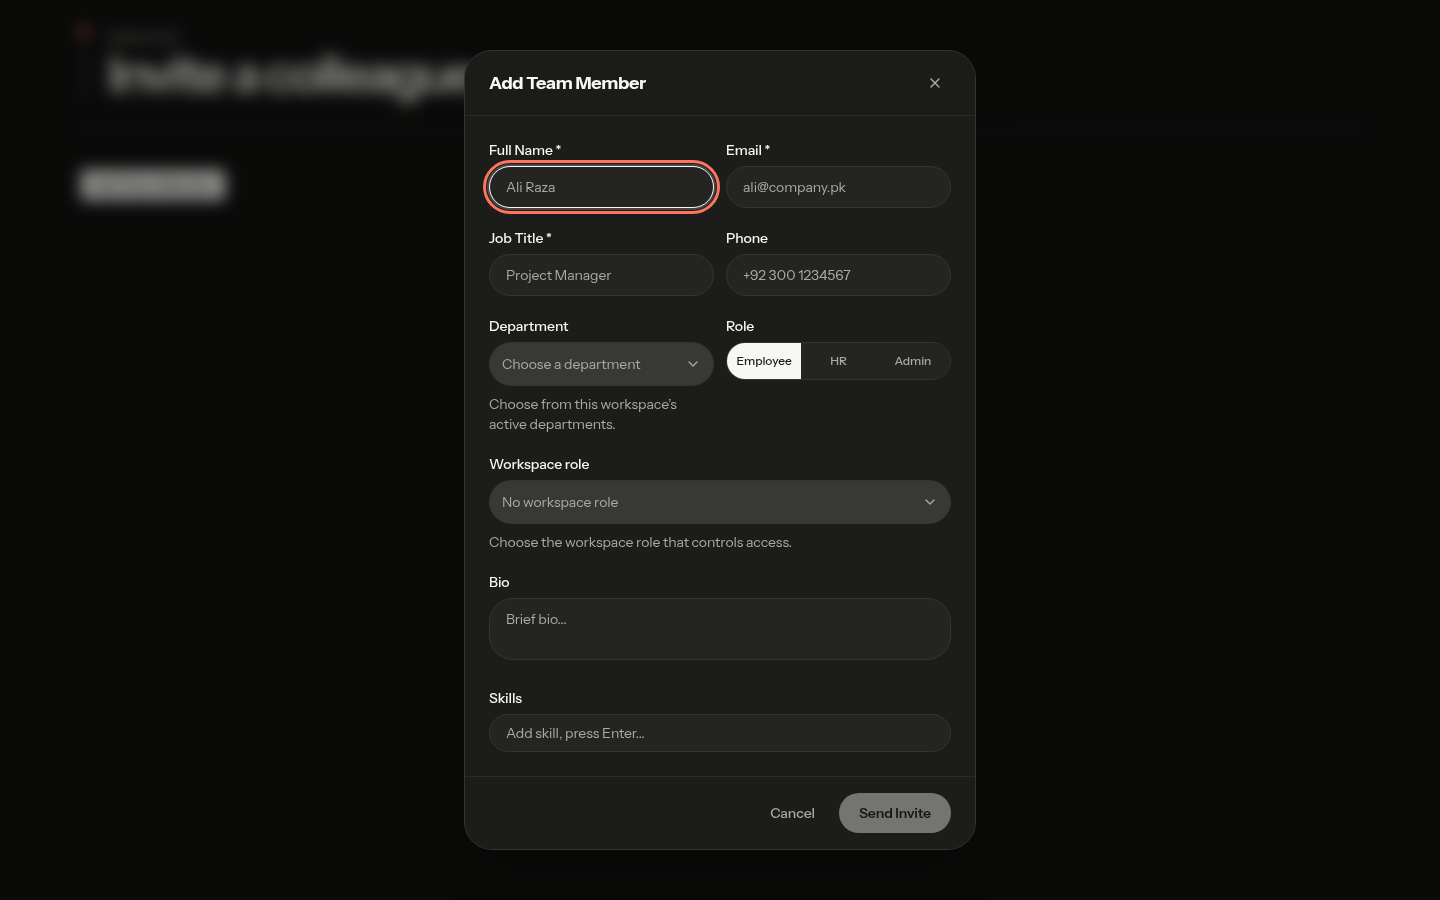 Invite a colleague
Add Team Member
Full Name *
Email *
Ali Raza
ali@company.pk
Job Title *
Phone
Project Manager
+92 300 1234567
Department
Role
Choose a department
Employee
HR
Admin
Choose from this workspace's
active departments.
Workspace role
No workspace role
Choose the workspace role that controls access.
Bio
Brief bio...
Skills
Add skill, press Enter...
Cancel
Send Invite